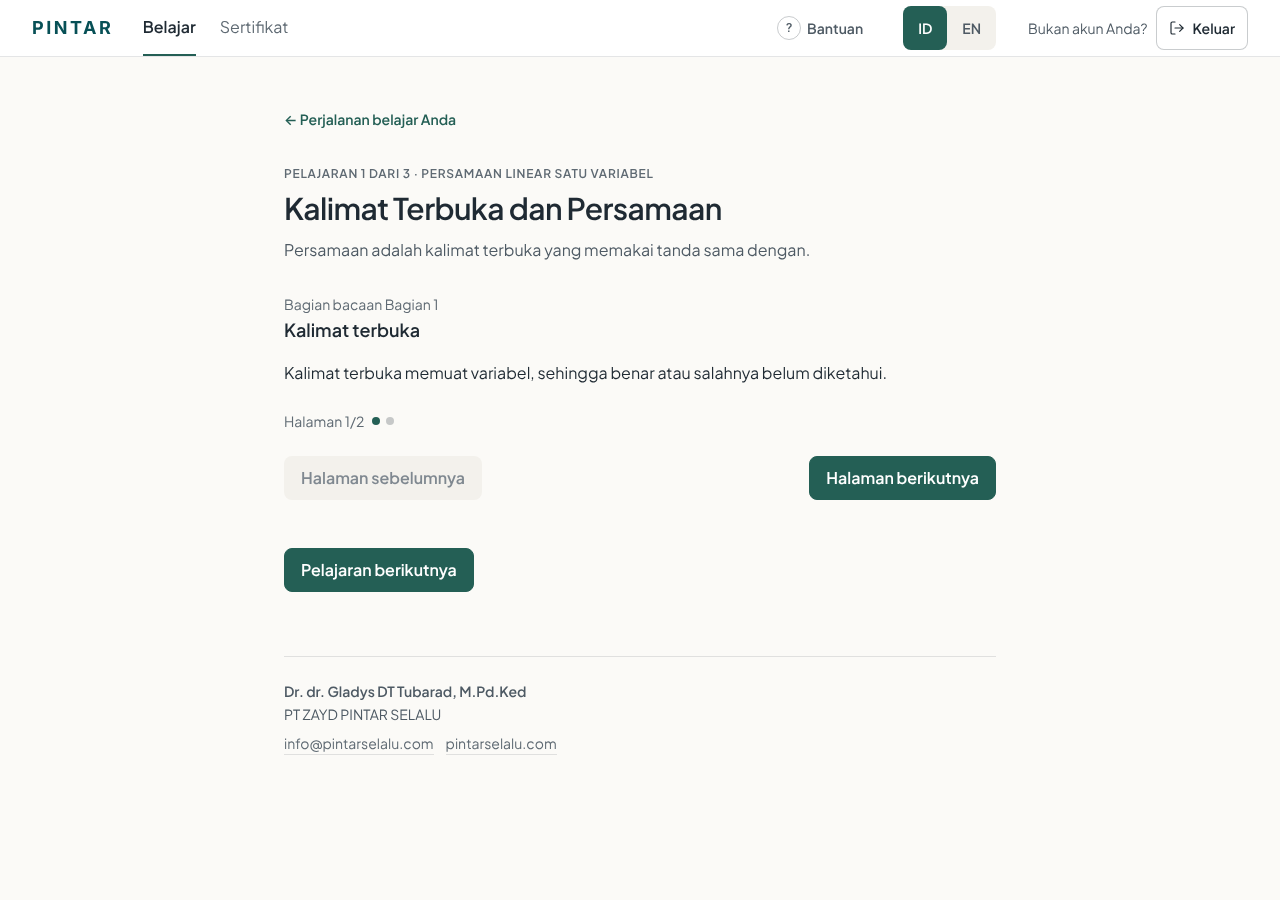 PINTAR
Belajar
Sertifikat
? Bantuan
ID
EN
Bukan akun Anda?
Keluar
← Perjalanan belajar Anda
PELAJARAN 1 DARI 3 · PERSAMAAN LINEAR SATU VARIABEL
Kalimat Terbuka dan Persamaan
Persamaan adalah kalimat terbuka yang memakai tanda sama dengan.
Bagian bacaan Bagian 1
Kalimat terbuka
Kalimat terbuka memuat variabel, sehingga benar atau salahnya belum diketahui.
Halaman 1/2
Halaman sebelumnya
Halaman berikutnya
Pelajaran berikutnya
Dr. dr. Gladys DT Tubarad, M.Pd.Ked
PT ZAYD PINTAR SELALU
info@pintarselalu.com pintarselalu.com